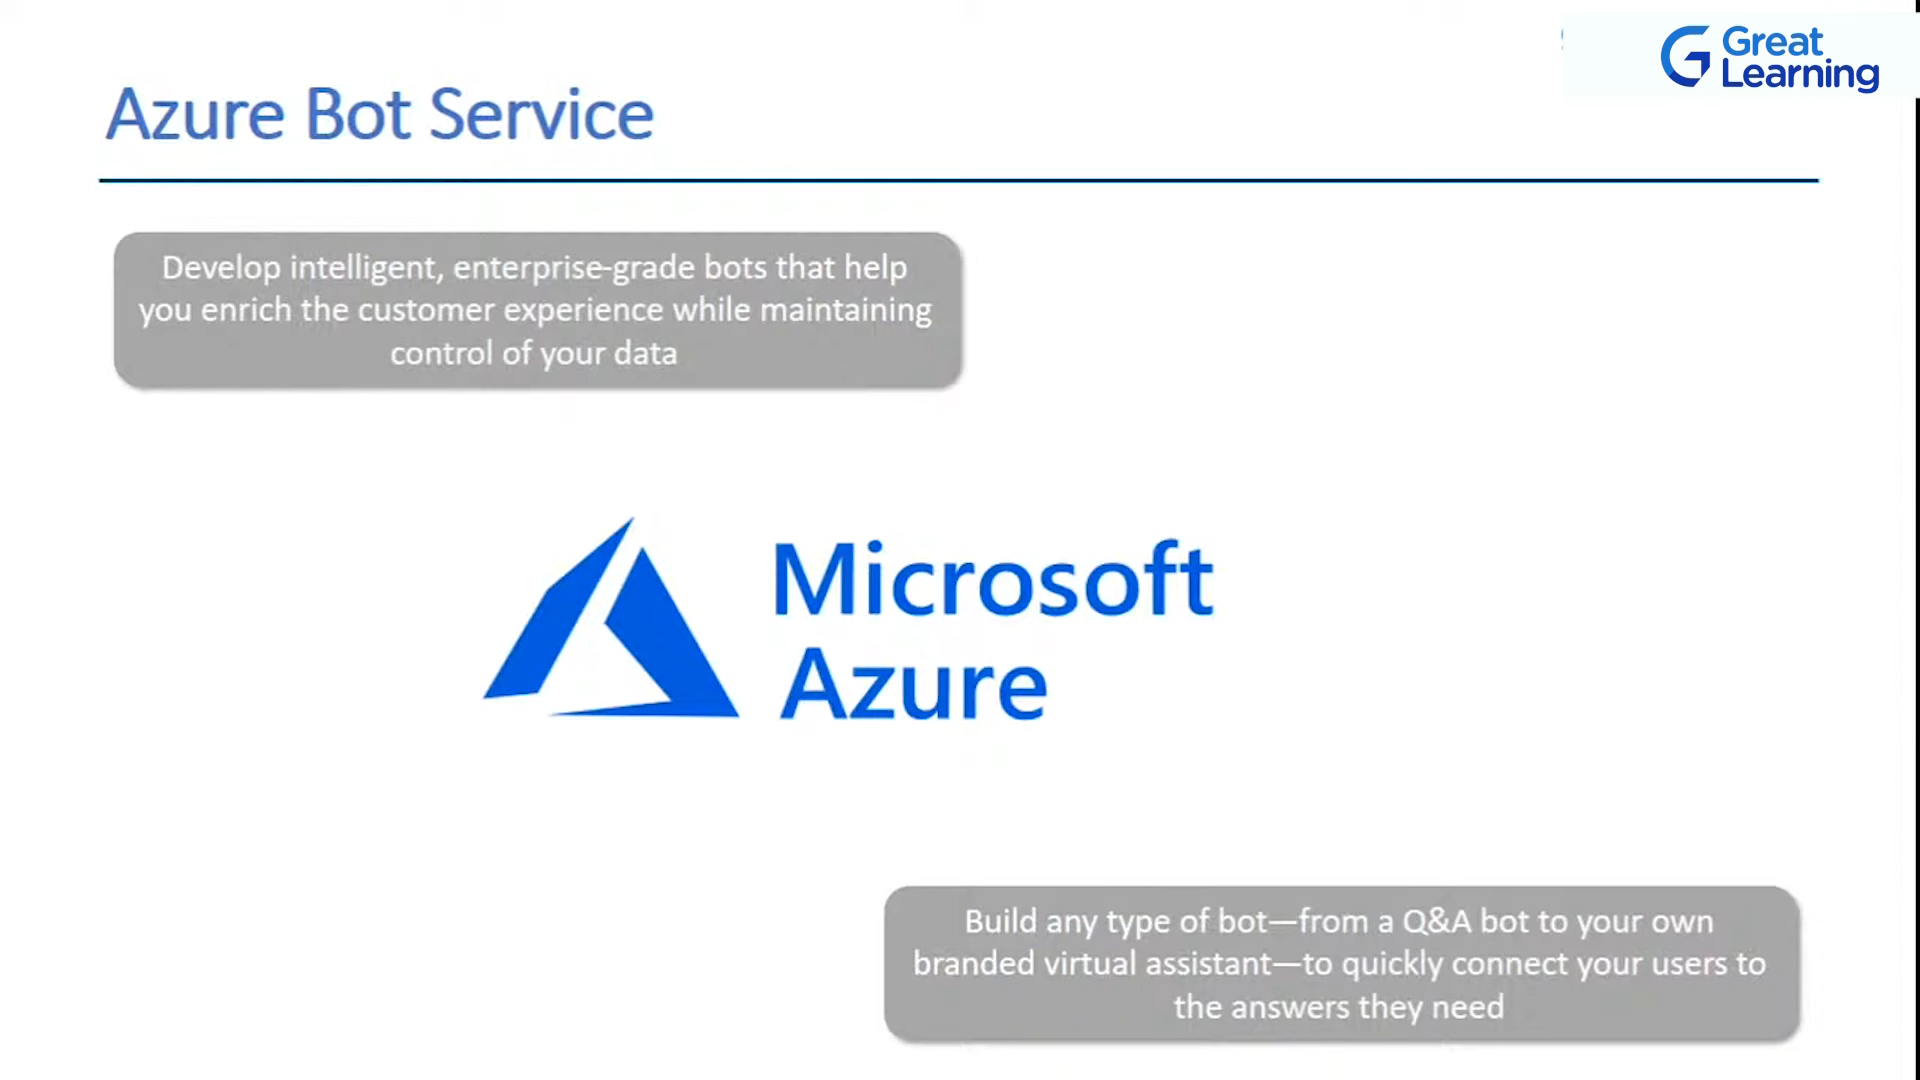 Great
Learning
Azure Bot Service
Develop intelligent, enterprise-grade bots that help
you enrich the customer experience while maintaining
control of your data
Microsoft
Azure
Build any type of bot—from a Q&A bot to your own
branded virtual assistant—to quickly connect your users to
the answers they need